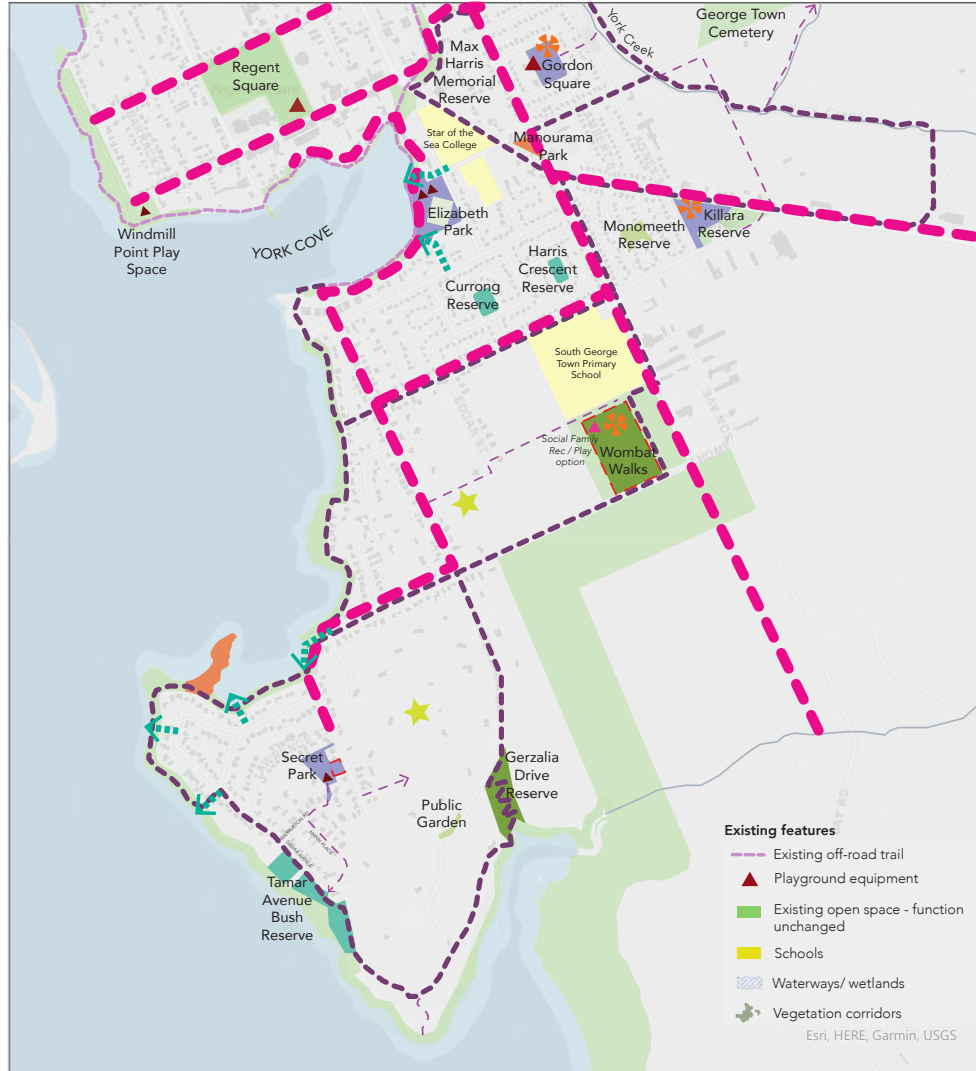 George Town
Cemetery
York Creek
Max
Harris
Memorial
Reserve
Gordon
Square
Regent
Square
Star of the
Sea College
Manourama
Park
Elizabeth
Park
Moomeeth
Reserve
Killara
Reserve
Windmill
Point Play
Space
YORK COVE
Harris
Crescent
Reserve
Currong
Reserve
South George
Town Primary
School
Social Family
Rec / Play
option
Wombat
Walks
Secret
Park
Gerzalia
Drive
Reserve
Public
Garden
Tamar
Avenue
Bush
Reserve
Existing features
Existing off-road trail
Playground equipment
Existing open space - function
unchanged
Schools
Waterways/ wetlands
Vegetation corridors
Esri, HERE, Garmin, USGS